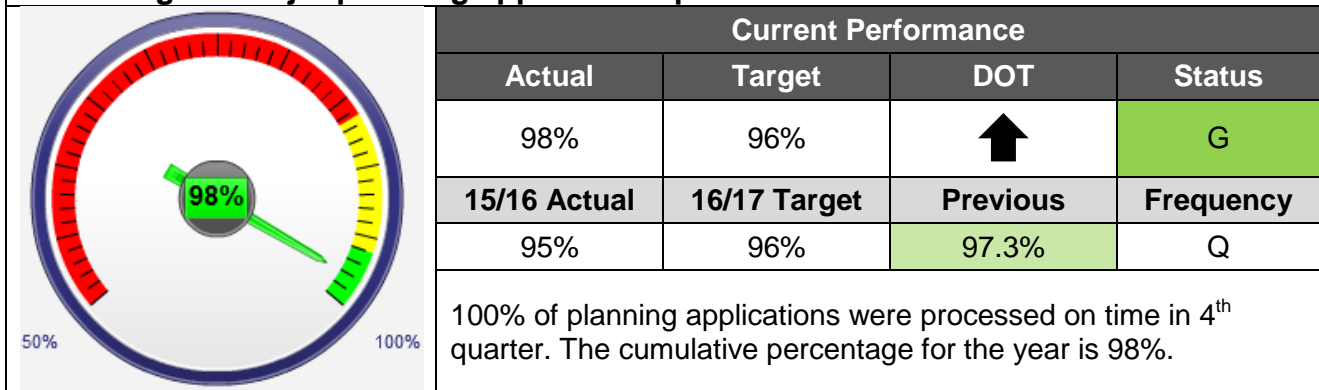 Current Performance
Actual Target DOT Status
98% 96% G
15/16 Actual 16/17 Target Previous Frequency
95% 96% 97.3% Q
98%
50% 100%
100% of planning applications were processed on time in 4th
quarter. The cumulative percentage for the year is 98%.